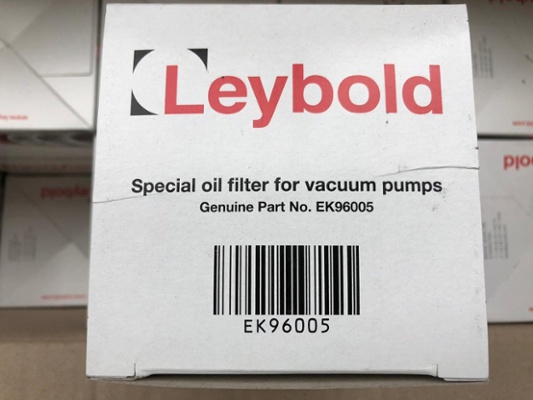 Leybold
Special oil filter for vacuum pumps
Genuine Part No. EK96005
EK96005